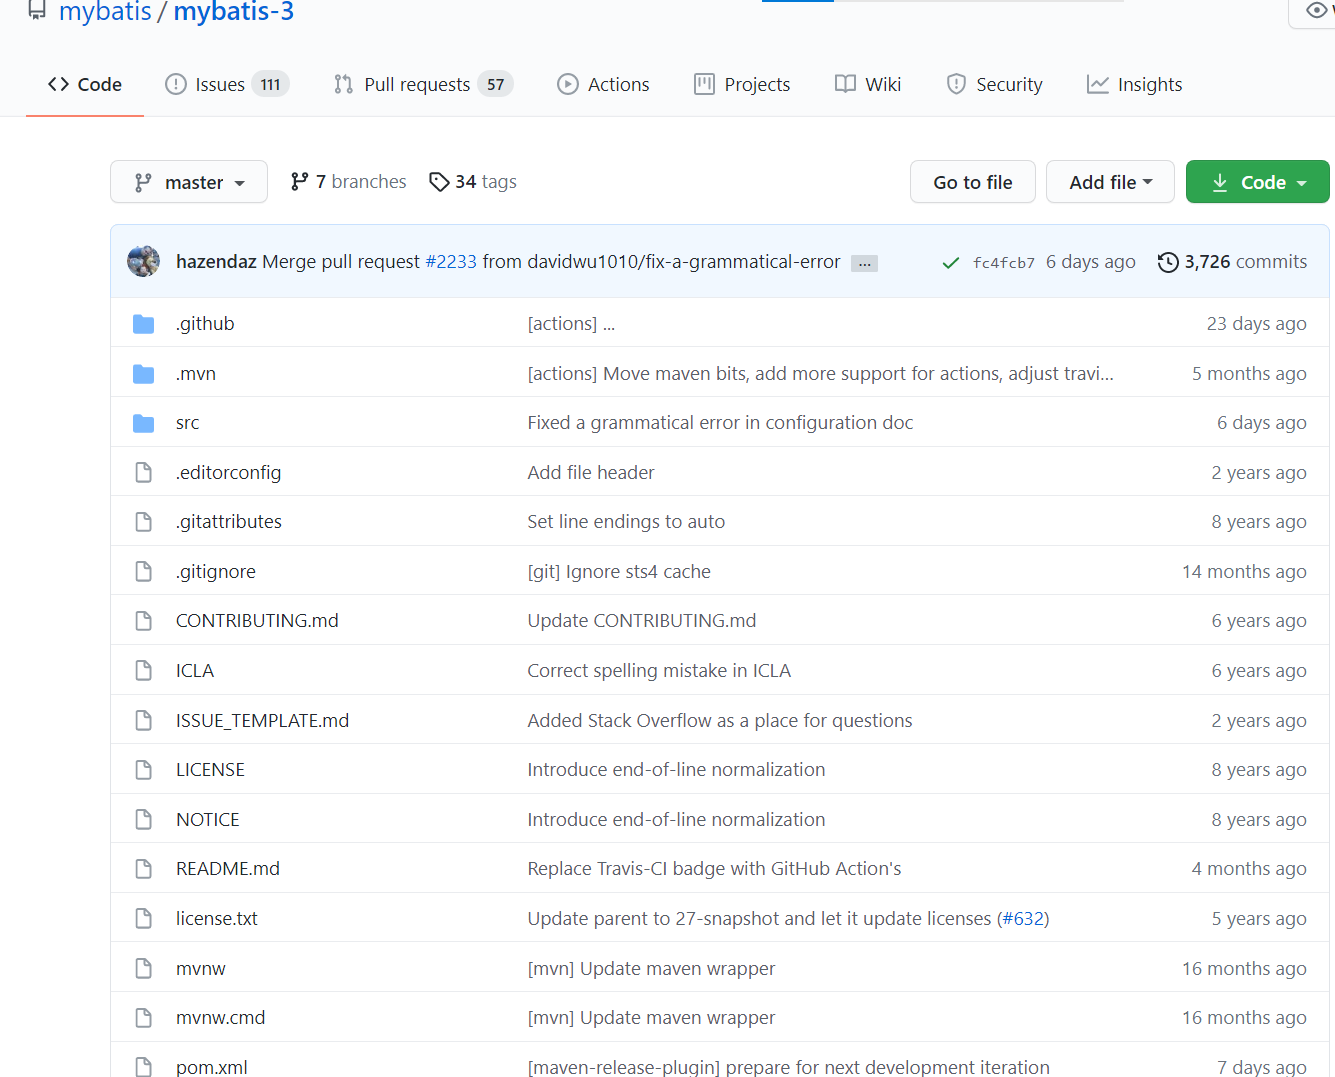 mybatis / mybatis-3
Code Issues 111 Pull requests 57 Actions Projects Wiki Security Insights
master 7 branches 34 tags Go to file Add file Code
hazendaz Merge pull request #2233 from davidwu1010/fix-a-grammatical-error ... fc4fcb7 6 days ago 3,726 commits
.github [actions] ... 23 days ago
.mvn [actions] Move maven bits, add more support for actions, adjust travi... 5 months ago
src Fixed a grammatical error in configuration doc 6 days ago
.editorconfig Add file header 2 years ago
.gitattributes Set line endings to auto 8 years ago
.gitignore [git] Ignore sts4 cache 14 months ago
CONTRIBUTING.md Update CONTRIBUTING.md 6 years ago
ICLA Correct spelling mistake in ICLA 6 years ago
ISSUE_TEMPLATE.md Added Stack Overflow as a place for questions 2 years ago
LICENSE Introduce end-of-line normalization 8 years ago
NOTICE Introduce end-of-line normalization 8 years ago
README.md Replace Travis-CI badge with GitHub Action's 4 months ago
license.txt Update parent to 27-snapshot and let it update licenses (#632) 5 years ago
mvnw [mvn] Update maven wrapper 16 months ago
mvnw.cmd [mvn] Update maven wrapper 16 months ago
pom.xml [maven-release-plugin] prepare for next development iteration 7 days ago